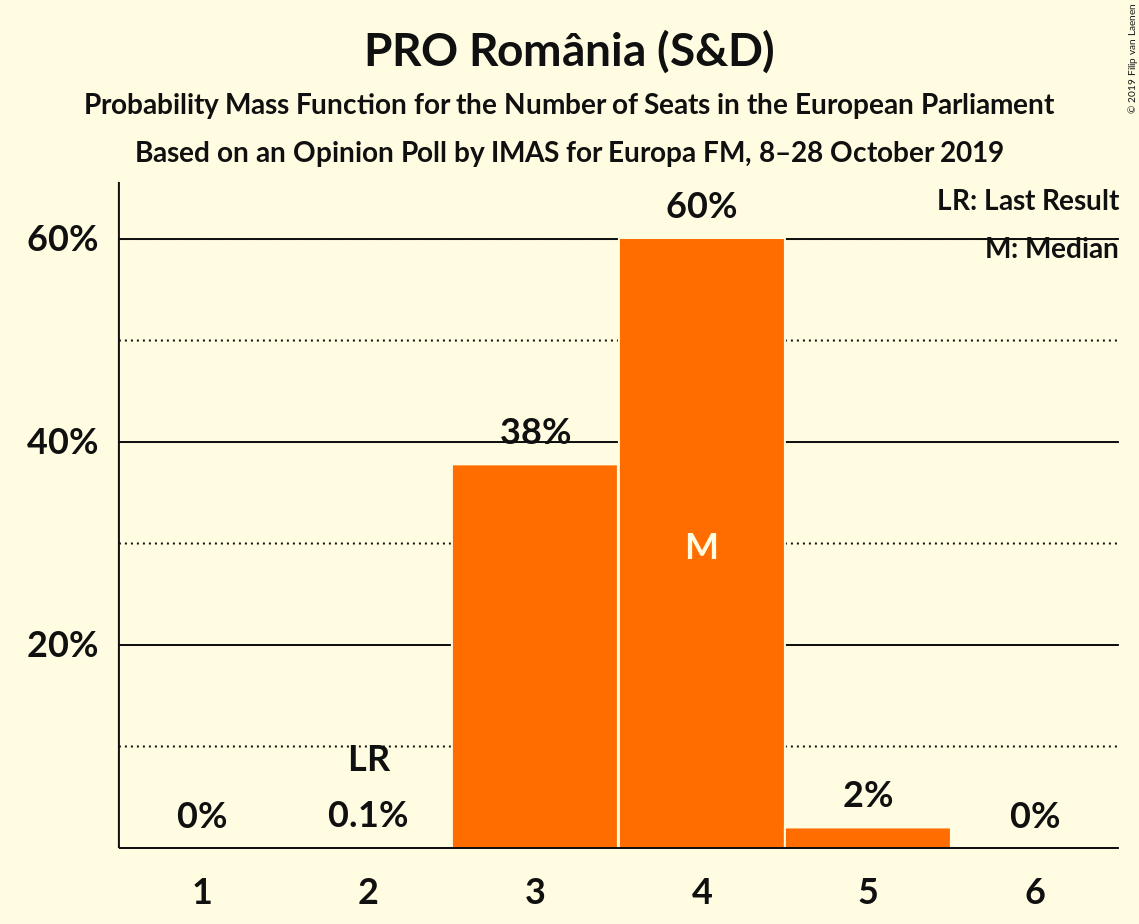 PRO România (S&D)
Probability Mass Function for the Number of Seats in the European Parliament
Based on an Opinion Poll by IMAS for Europa FM, 8–28 October 2019
© 2019 Filip van Laenen
LR: Last Result
M: Median
60%
40%
20%
0%
LR
0.1%
38%
60%
M
2%
0%
1
2
3
4
5
6